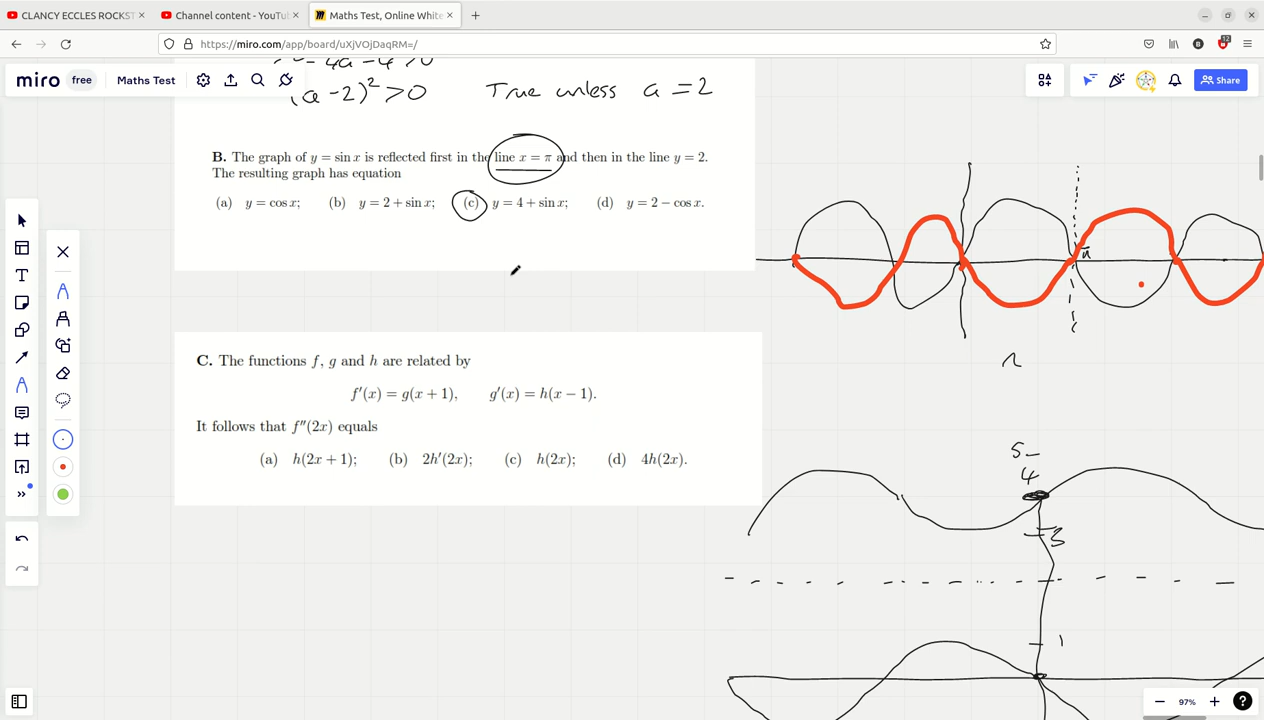 CLANCY ECCLES ROCKST
Channel content - YouTu
Maths Test, Online White
https://miro.com/app/board/uXjVOjDaqRM=/
12
miro free Maths Test
Share
(a - 2)² > 0 True unless a = 2
B. The graph of y = sin x is reflected first in the line x = π and then in the line y = 2.
The resulting graph has equation
(a) y = cos x; (b) y = 2 + sin x; (c) y = 4 + sin x; (d) y = 2 − cos x.
π
C. The functions f, g and h are related by
f′(x) = g(x + 1), g′(x) = h(x − 1).
It follows that f″(2x) equals
(a) h(2x + 1); (b) 2h′(2x); (c) h(2x); (d) 4h(2x).
5
4
3
1
97%